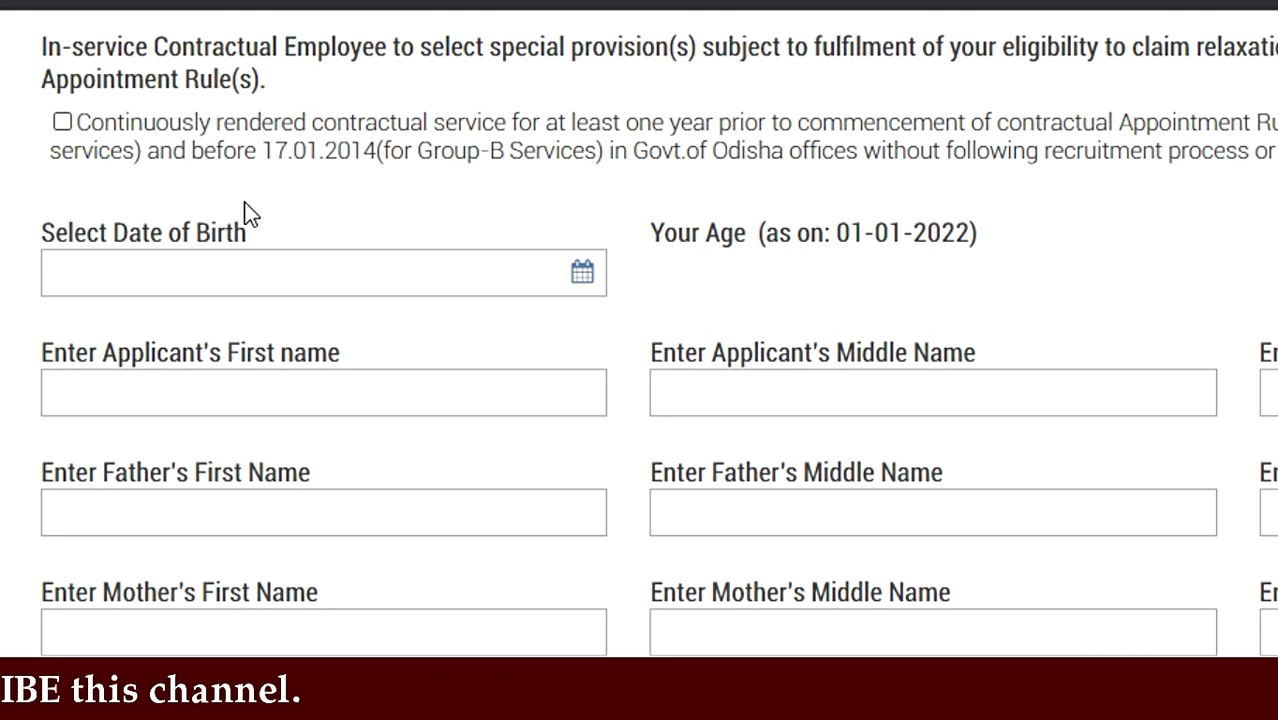 In-service Contractual Employee to select special provision(s) subject to fulfilment of your eligibility to claim
Appointment Rule(s).
Continuously rendered contractual service for at least one year prior to commencement of contractual Appointment
services) and before 17.01.2014(for Group-B Services) in Govt.of Odisha offices without following recruitment process or
Select Date of Birth
Your Age (as on: 01-01-2022)
Enter Applicant's First name
Enter Applicant's Middle Name
Enter Father's First Name
Enter Father's Middle Name
Enter Mother's First Name
Enter Mother's Middle Name
IBE this channel.